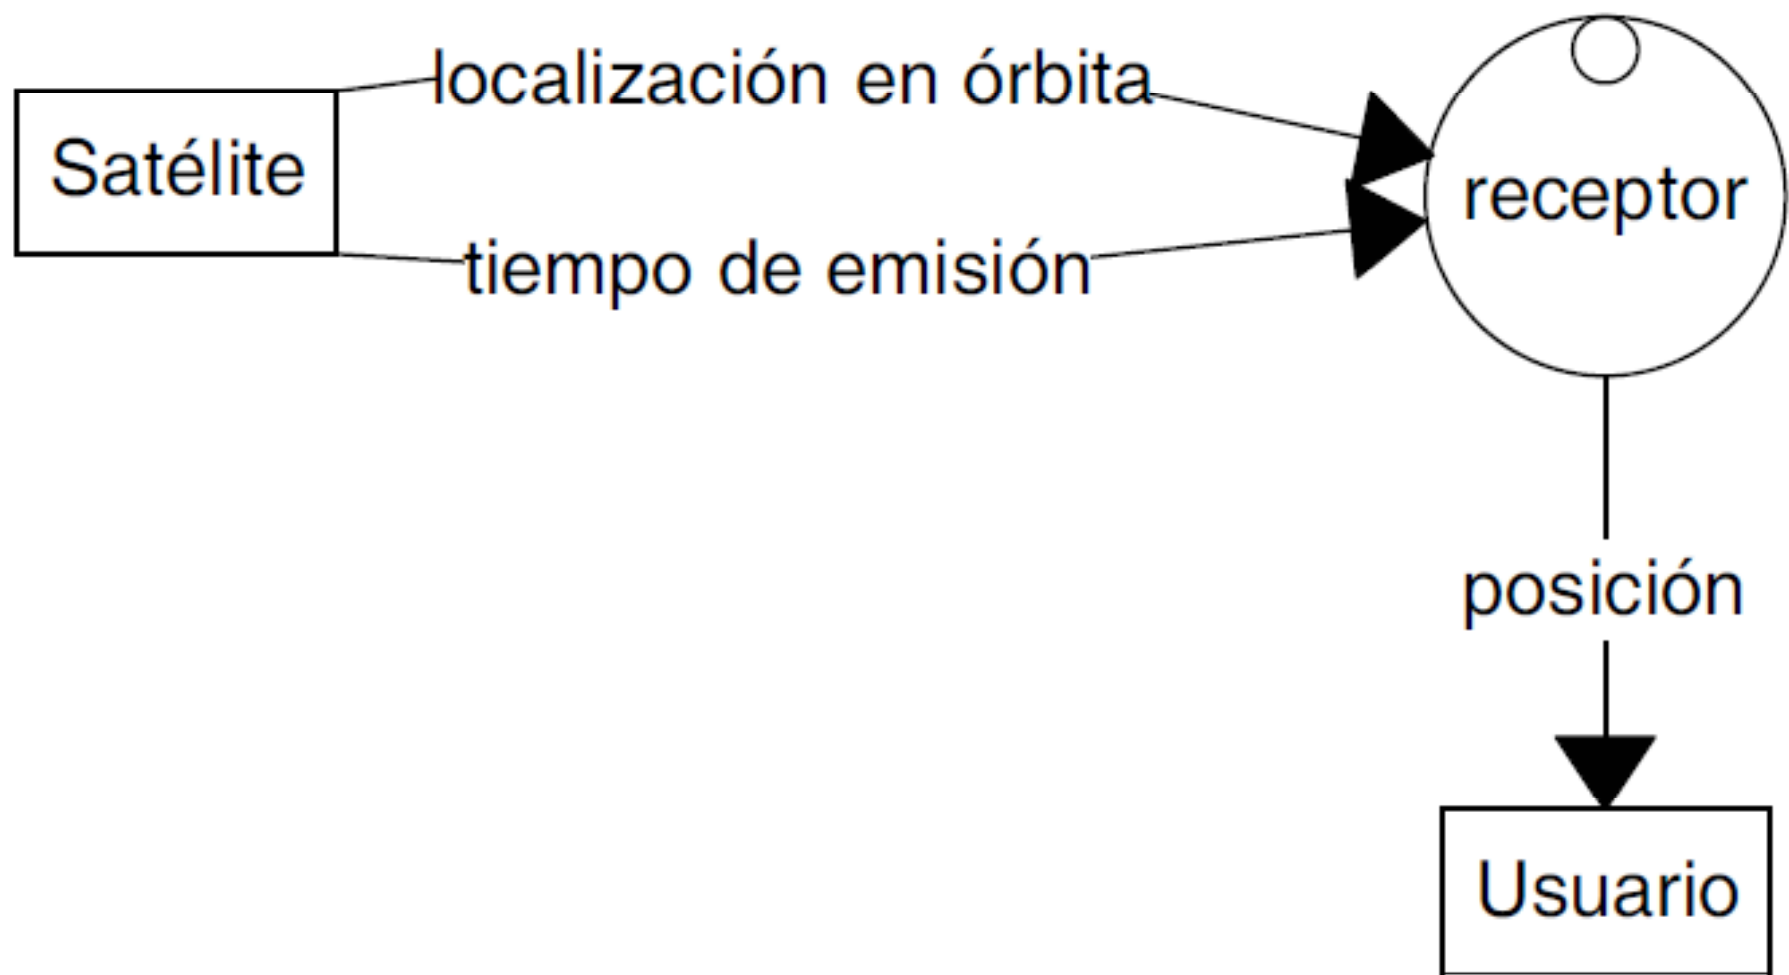 localización en órbita
Satélite
receptor
tiempo de emisión
posición
Usuario